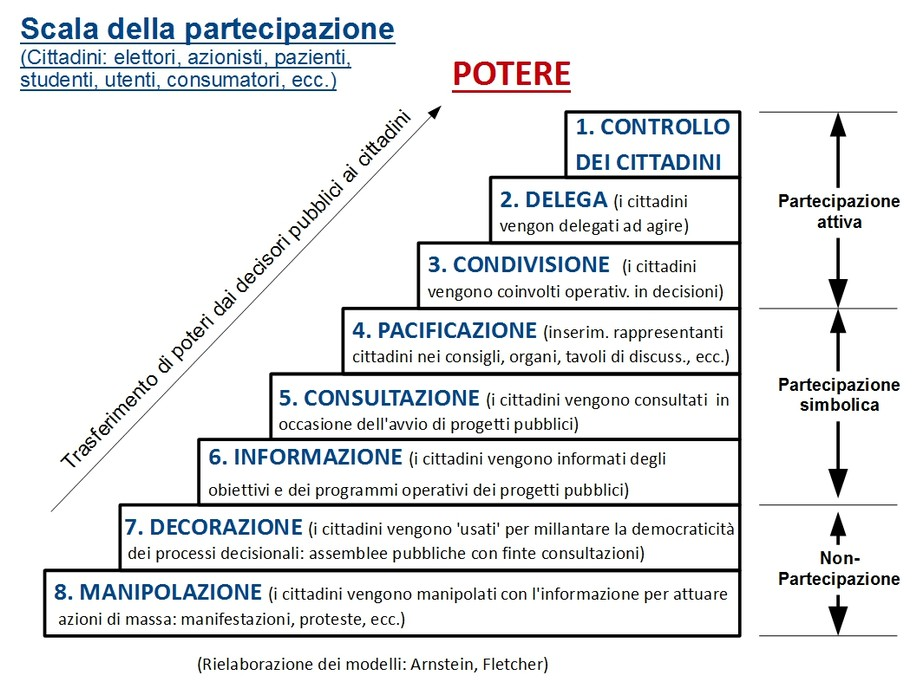 Scala della partecipazione
(Cittadini: elettori, azionisti, pazienti,
studenti, utenti, consumatori, ecc.)
POTERE
Trasferimento di poteri dai decisori pubblici ai cittadini
1. CONTROLLO
DEI CITTADINI
2. DELEGA (i cittadini
vengon delegati ad agire)
3. CONDIVISIONE (i cittadini
vengono coinvolti operativ. in decisioni)
Partecipazione
attiva
4. PACIFICAZIONE (inserim. rappresentanti
cittadini nei consigli, organi, tavoli di discuss., ecc.)
5. CONSULTAZIONE (i cittadini vengono consultati in
occasione dell'avvio di progetti pubblici)
6. INFORMAZIONE (i cittadini vengono informati degli
obiettivi e dei programmi operativi dei progetti pubblici)
Partecipazione
simbolica
7. DECORAZIONE (i cittadini vengono 'usati' per millantare la democraticità
dei processi decisionali: assemblee pubbliche con finte consultazioni)
8. MANIPOLAZIONE (i cittadini vengono manipolati con l'informazione per attuare
azioni di massa: manifestazioni, proteste, ecc.)
Non-
Partecipazione
(Rielaborazione dei modelli: Arnstein, Fletcher)